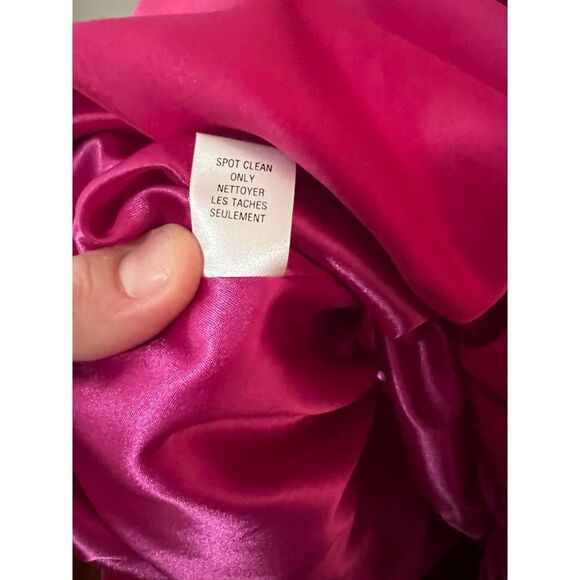 SPOT CLEAN
ONLY
NETTOYER
LES TACHES
SEULEMENT